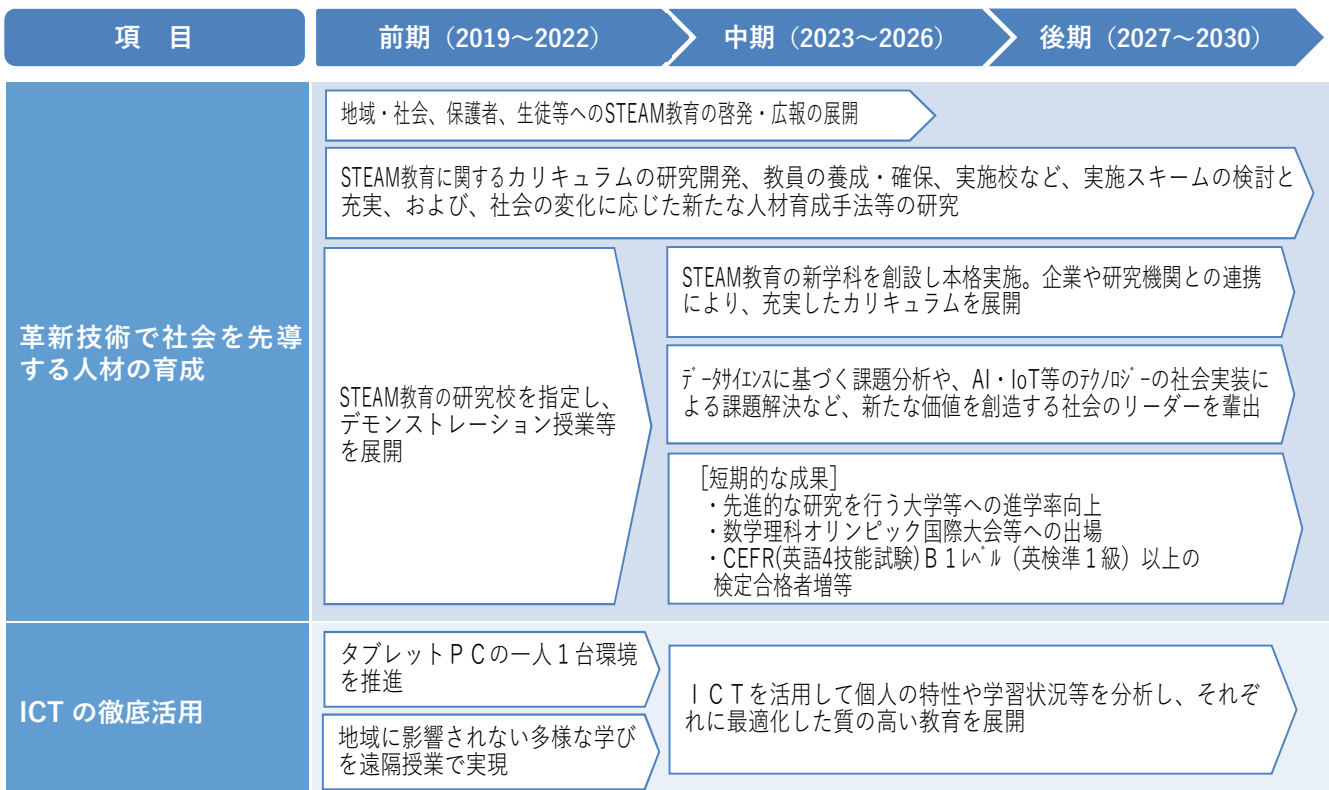 項　目
前期（2019～2022）
中期（2023～2026）
後期（2027～2030）
革新技術で社会を先導
する人材の育成
地域・社会、保護者、生徒等へのSTEAM教育の啓発・広報の展開
STEAM教育に関するカリキュラムの研究開発、教員の養成・確保、実施校など、実施スキームの検討と
充実、および、社会の変化に応じた新たな人材育成手法等の研究
STEAM教育の研究校を指定し、
デモンストレーション授業等
を展開
STEAM教育の新学科を創設し本格実施。企業や研究機関との連携
により、充実したカリキュラムを展開
ﾃﾞｰﾀｻｲｴﾝｽに基づく課題分析や、AI・IoT等のﾃｸﾉﾛｼﾞｰの社会実装に
よる課題解決など、新たな価値を創造する社会のリーダーを輩出
［短期的な成果］
・先進的な研究を行う大学等への進学率向上
・数学理科オリンピック国際大会等への出場
・CEFR(英語4技能試験)Ｂ１ﾚﾍﾞﾙ（英検準１級）以上の
検定合格者増等
ICT の徹底活用
タブレットＰＣの一人１台環境
を推進
地域に影響されない多様な学び
を遠隔授業で実現
ＩＣＴを活用して個人の特性や学習状況等を分析し、それぞ
れに最適化した質の高い教育を展開